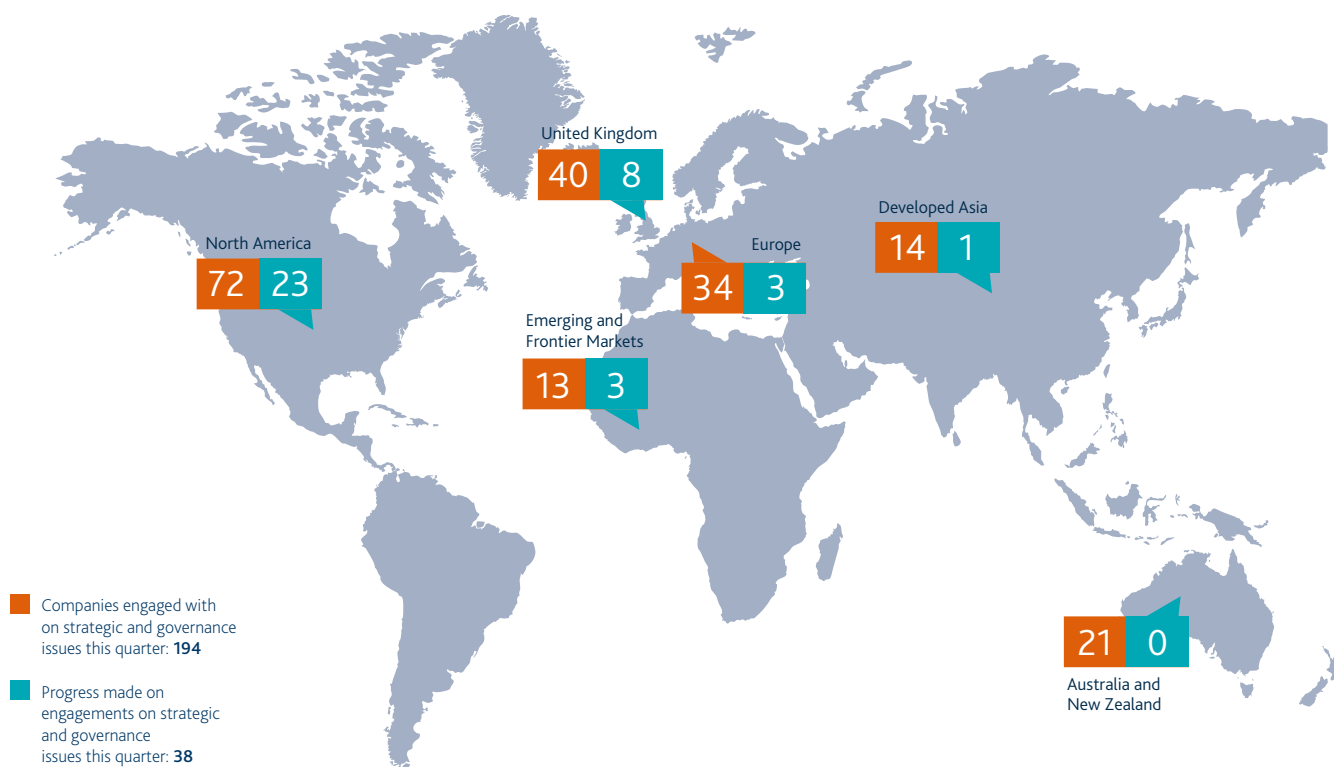 United Kingdom
40 8
Developed Asia
14 1
North America
72 23
Europe
34 3
Emerging and
Frontier Markets
13 3
Companies engaged with
on strategic and governance
issues this quarter: 194
21 0
Australia and
New Zealand
Progress made on
engagements on strategic
and governance
issues this quarter: 38